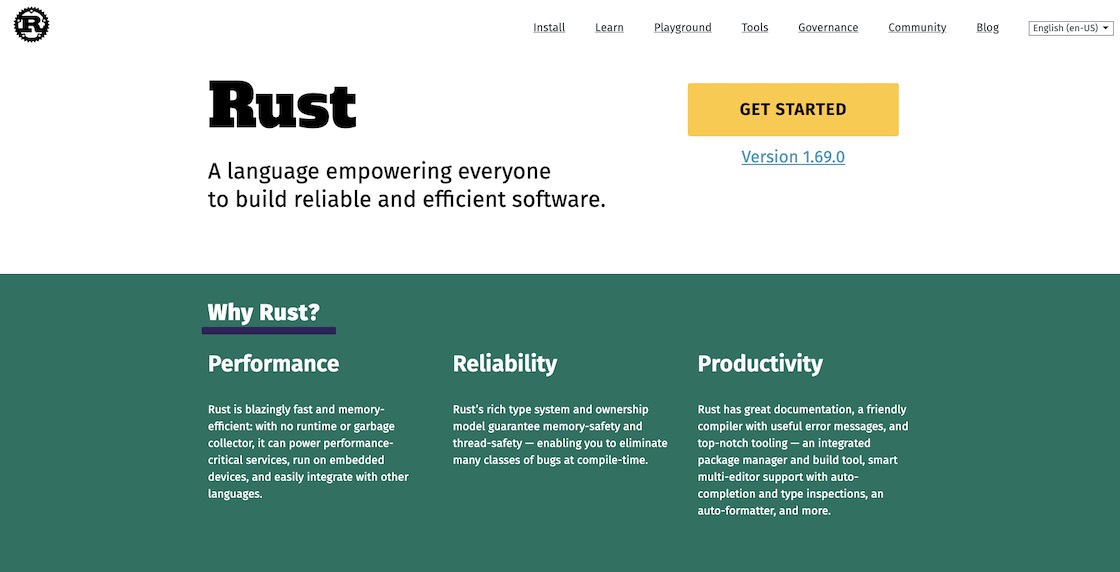 R
Install Learn Playground Tools Governance Community Blog English (en-US)
Rust
A language empowering everyone
to build reliable and efficient software.
GET STARTED
Version 1.69.0
Why Rust?
Performance
Rust is blazingly fast and memory-
efficient: with no runtime or garbage
collector, it can power performance-
critical services, run on embedded
devices, and easily integrate with other
languages.
Reliability
Rust’s rich type system and ownership
model guarantee memory-safety and
thread-safety — enabling you to eliminate
many classes of bugs at compile-time.
Productivity
Rust has great documentation, a friendly
compiler with useful error messages, and
top-notch tooling — an integrated
package manager and build tool, smart
multi-editor support with auto-
completion and type inspections, an
auto-formatter, and more.